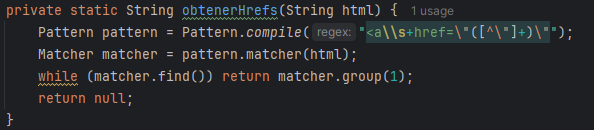 private static String obtenerHrefs(String html) { 1 usage
Pattern pattern = Pattern.compile( regex: "<a\\s+href=\"([^\"]+)\"");
Matcher matcher = pattern.matcher(html);
while (matcher.find()) return matcher.group(1);
return null;
}